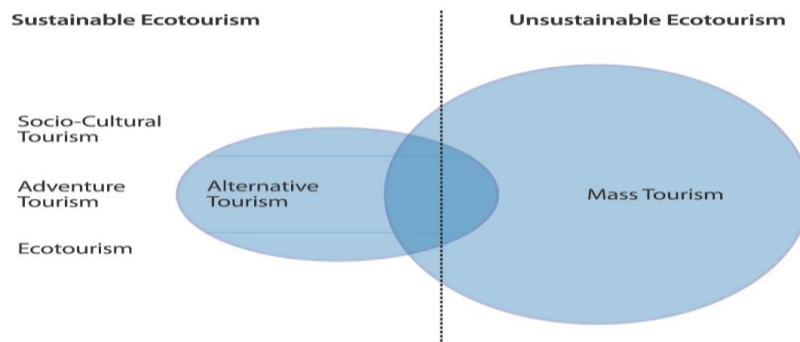 Sustainable Ecotourism
Unsustainable Ecotourism
Socio-Cultural
Tourism
Adventure
Tourism
Alternative
Tourism
Mass Tourism
Ecotourism